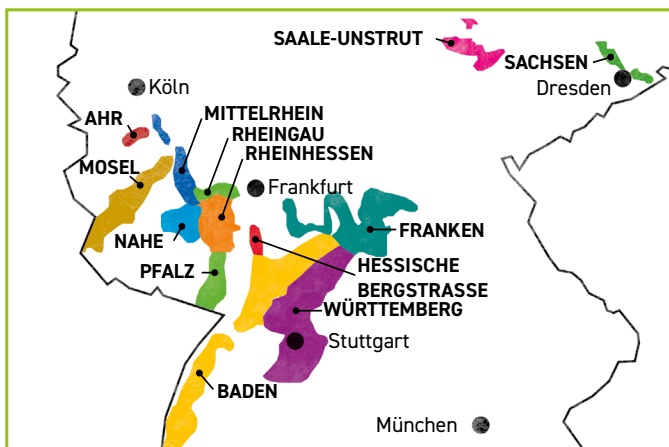 SAALE-UNSTRUT
SACHSEN
Dresden
Köln
AHR
MITTELRHEIN
RHEINGAU
RHEINHESSEN
MOSEL
Frankfurt
NAHE
FRANKEN
PFALZ
HESSISCHE
BERGSTRASSE
WÜRTTEMBERG
Stuttgart
BADEN
München